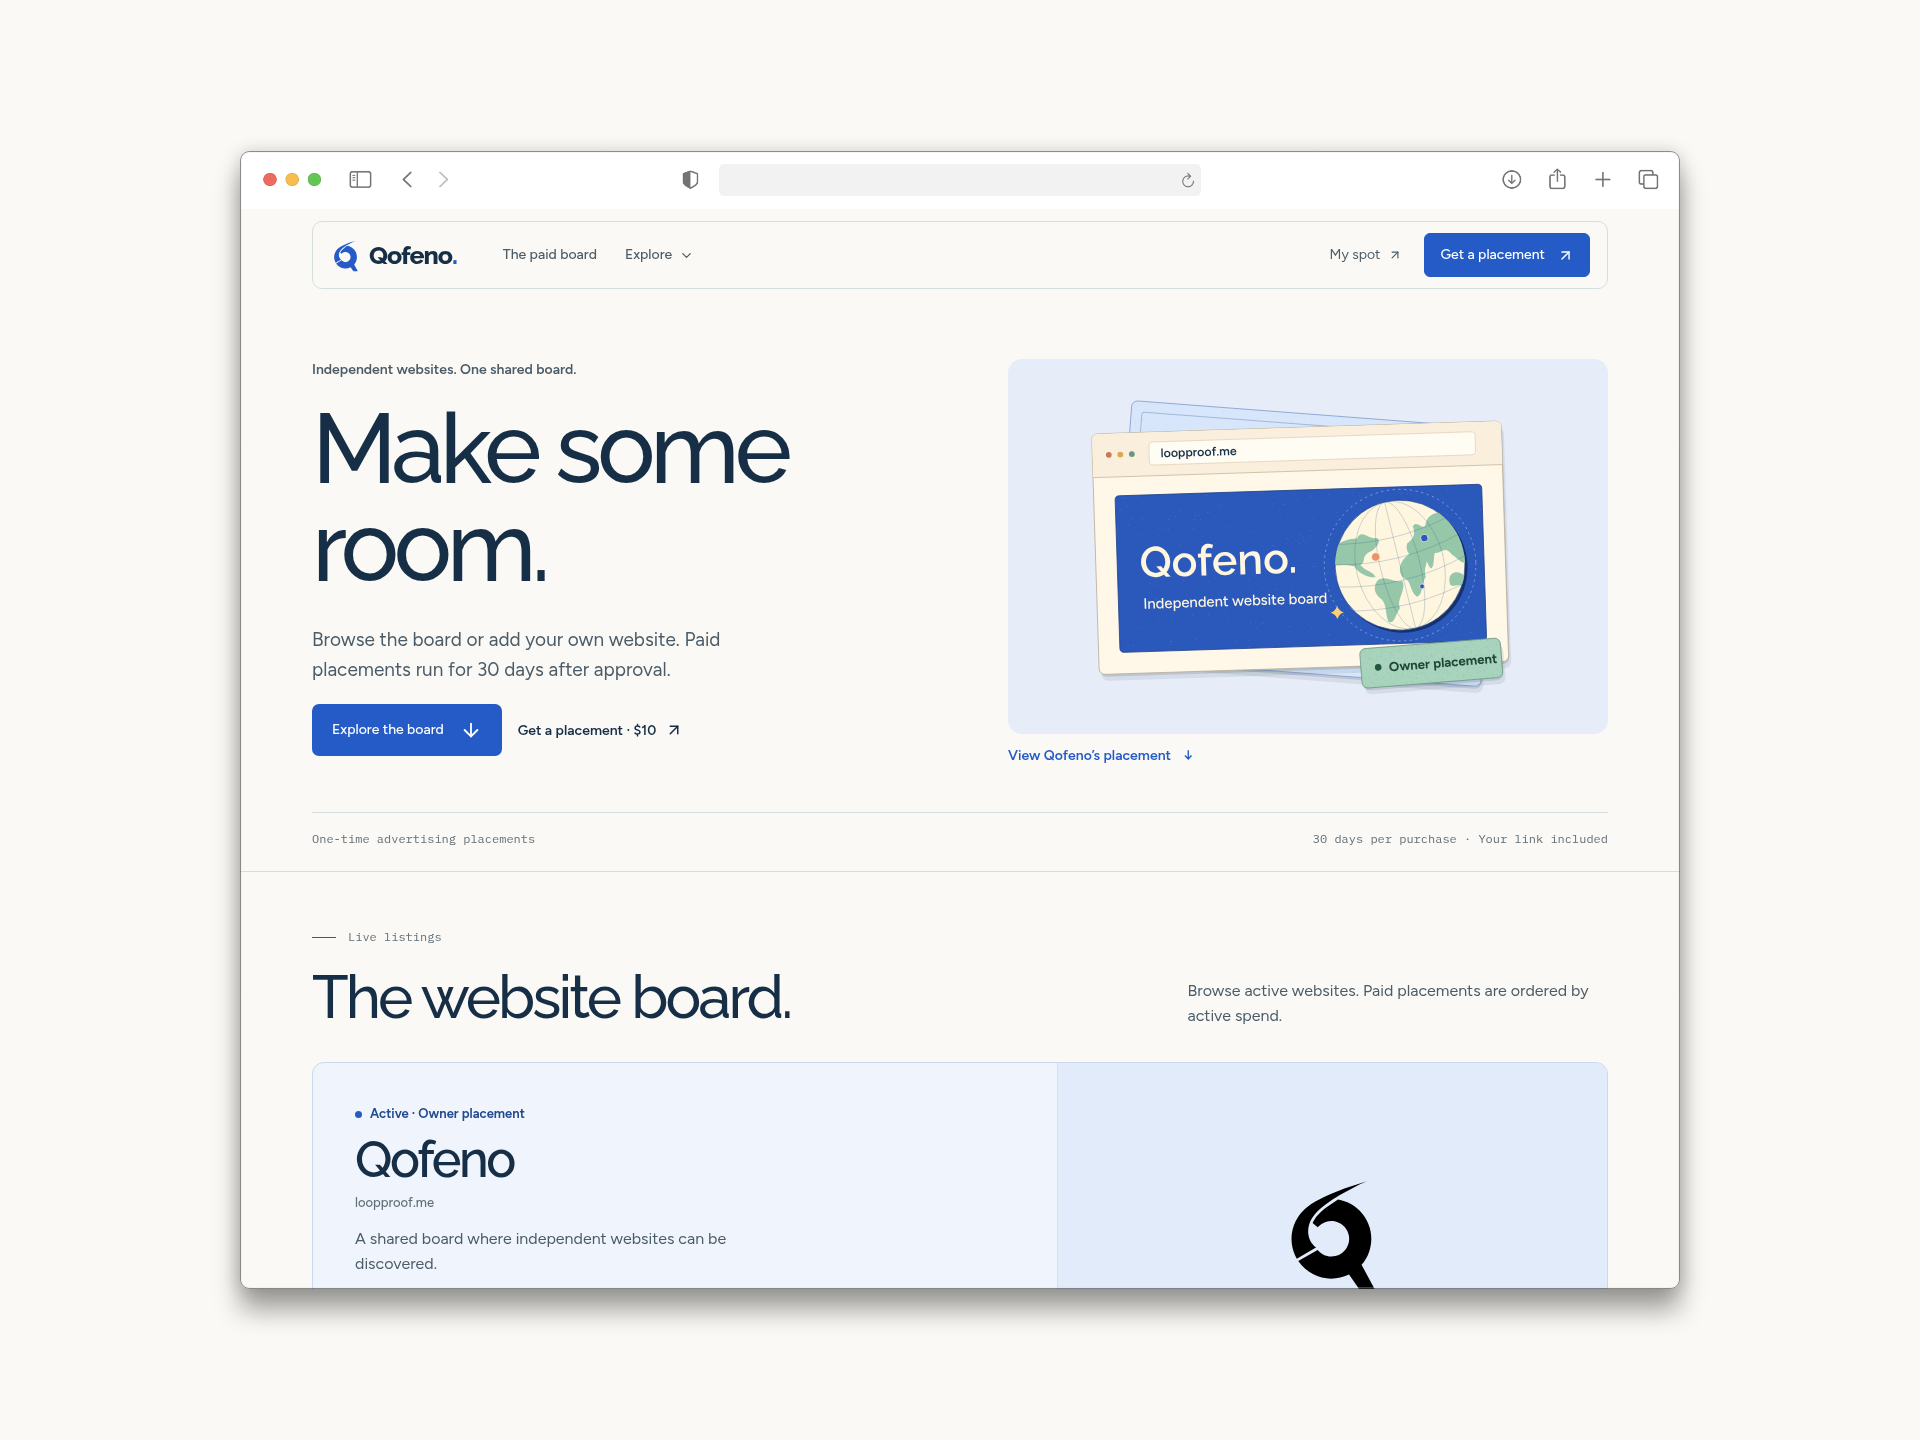 Qofeno.
The paid board
Explore
My spot
Get a placement
Independent websites. One shared board.
Make some
room.
Browse the board or add your own website. Paid
placements run for 30 days after approval.
Explore the board
Get a placement · $10
loopproof.me
Qofeno.
Independent website board
Owner placement
View Qofeno’s placement
One-time advertising placements
30 days per purchase · Your link included
Live listings
The website board.
Browse active websites. Paid placements are ordered by
active spend.
Active · Owner placement
Qofeno
loopproof.me
A shared board where independent websites can be
discovered.